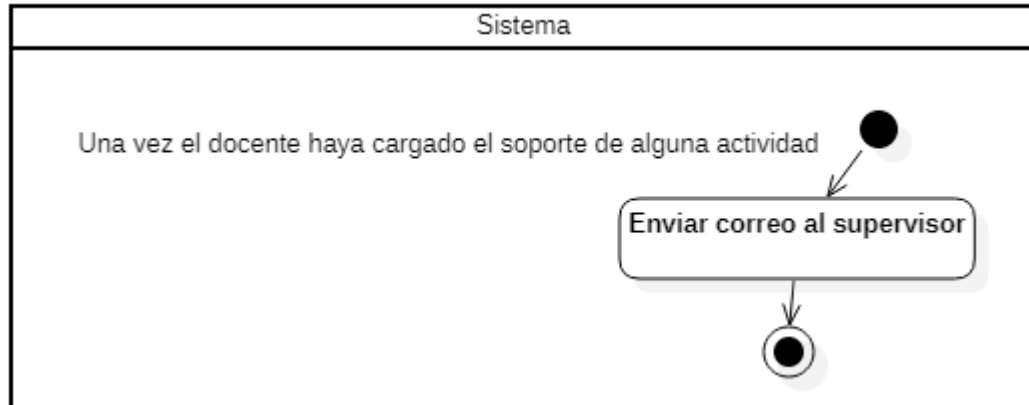 Sistema
Una vez el docente haya cargado el soporte de alguna actividad
Enviar correo al supervisor